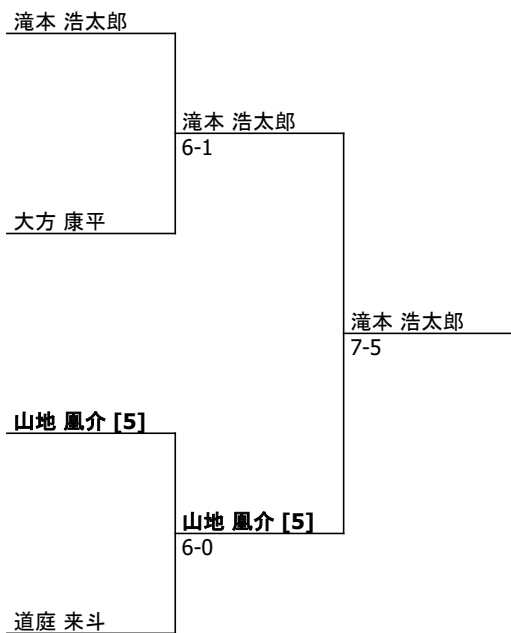 滝本 浩太郎
滝本 浩太郎
6-1
大方 康平
滝本 浩太郎
7-5
山地 凰介 [5]
山地 凰介 [5]
6-0
道庭 来斗